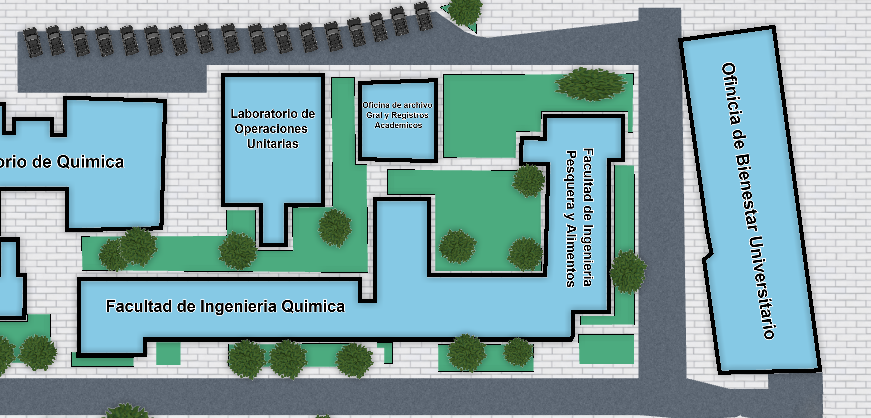 orio de Quimica
Laboratorio de
Operaciones
Unitarias
Oficina de archivo
Gral y Registros
Academicos
Facultad de Ingenieria
Pesquera y Alimentos
Ofinicia de Bienestar Universitario
Facultad de Ingenieria Quimica